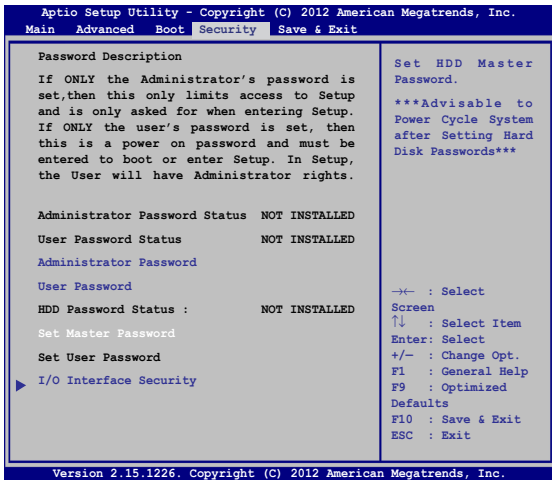 Aptio Setup Utility - Copyright (C) 2012 American Megatrends, Inc.
Main Advanced Boot Security Save & Exit
Password Description
If ONLY the Administrator's password is
set,then this only limits access to Setup
and is only asked for when entering Setup.
If ONLY the user's password is set, then
this is a power on password and must be
entered to boot or enter Setup. In Setup,
the User will have Administrator rights.
Administrator Password Status NOT INSTALLED
User Password Status NOT INSTALLED
Administrator Password
User Password
HDD Password Status : NOT INSTALLED
Set Master Password
Set User Password
I/O Interface Security
Set HDD Master
Password.
***Advisable to
Power Cycle System
after Setting Hard
Disk Passwords***
→← : Select
Screen
↑↓ : Select Item
Enter: Select
+/— : Change Opt.
F1 : General Help
F9 : Optimized
Defaults
F10 : Save & Exit
ESC : Exit
Version 2.15.1226. Copyright (C) 2012 American Megatrends, Inc.